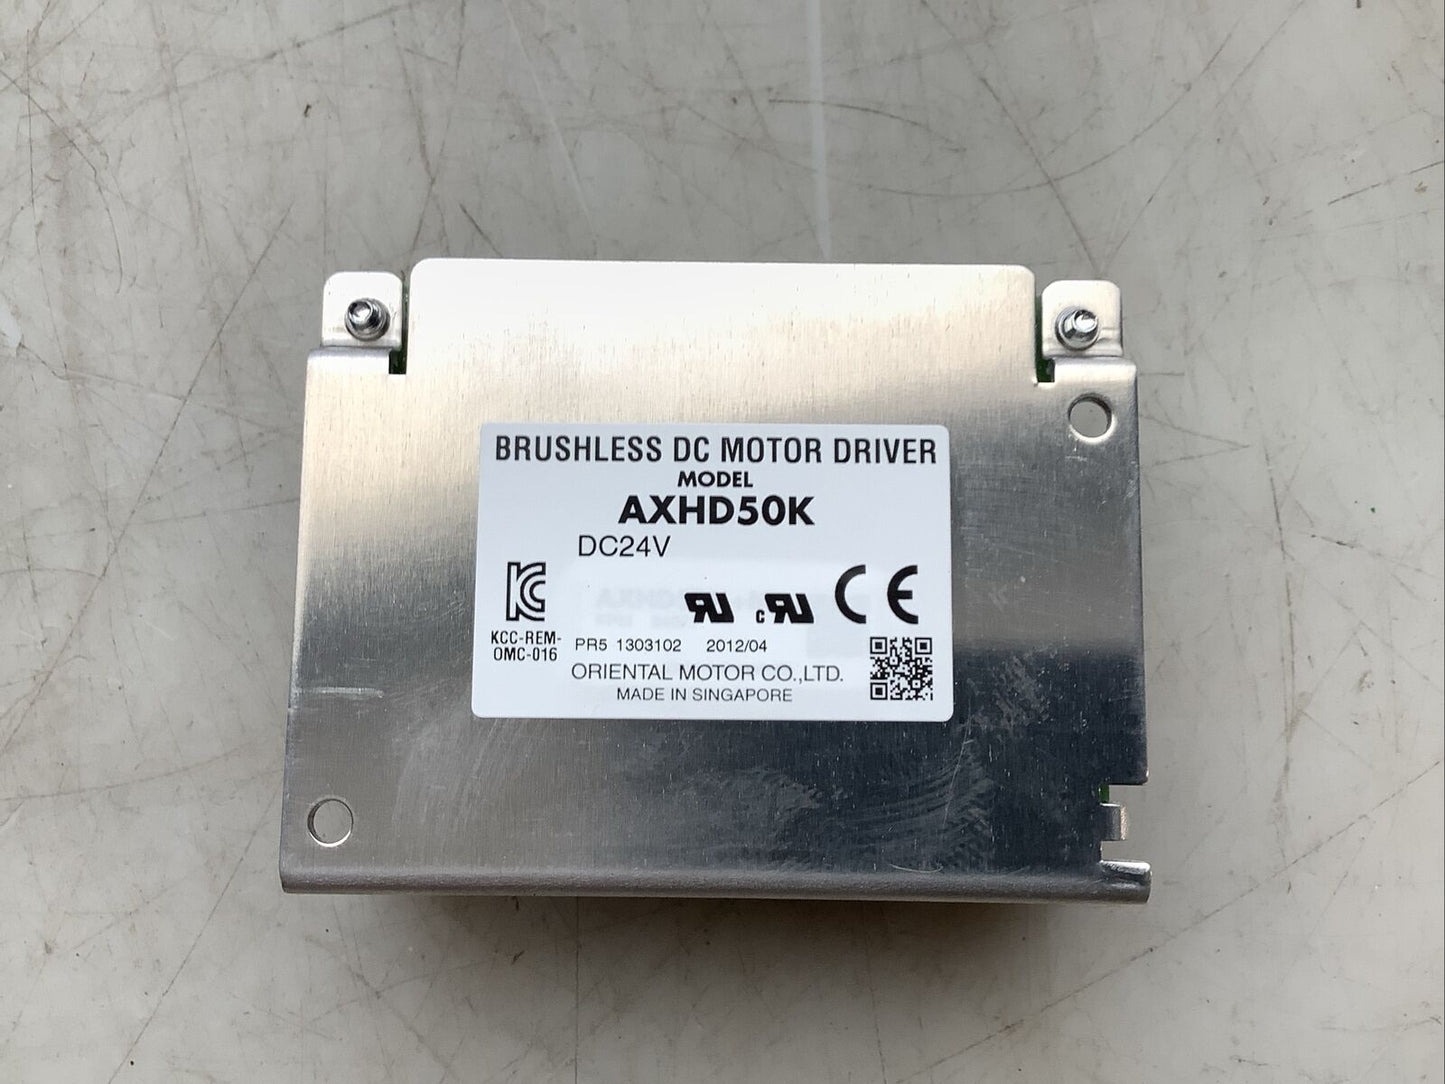 BRUSHLESS DC MOTOR DRIVER
MODEL
AXHD50K
DC24V
KCC-REM-
OMC-016
PR5 1303102 2012/04
ORIENTAL MOTOR CO.,LTD.
MADE IN SINGAPORE